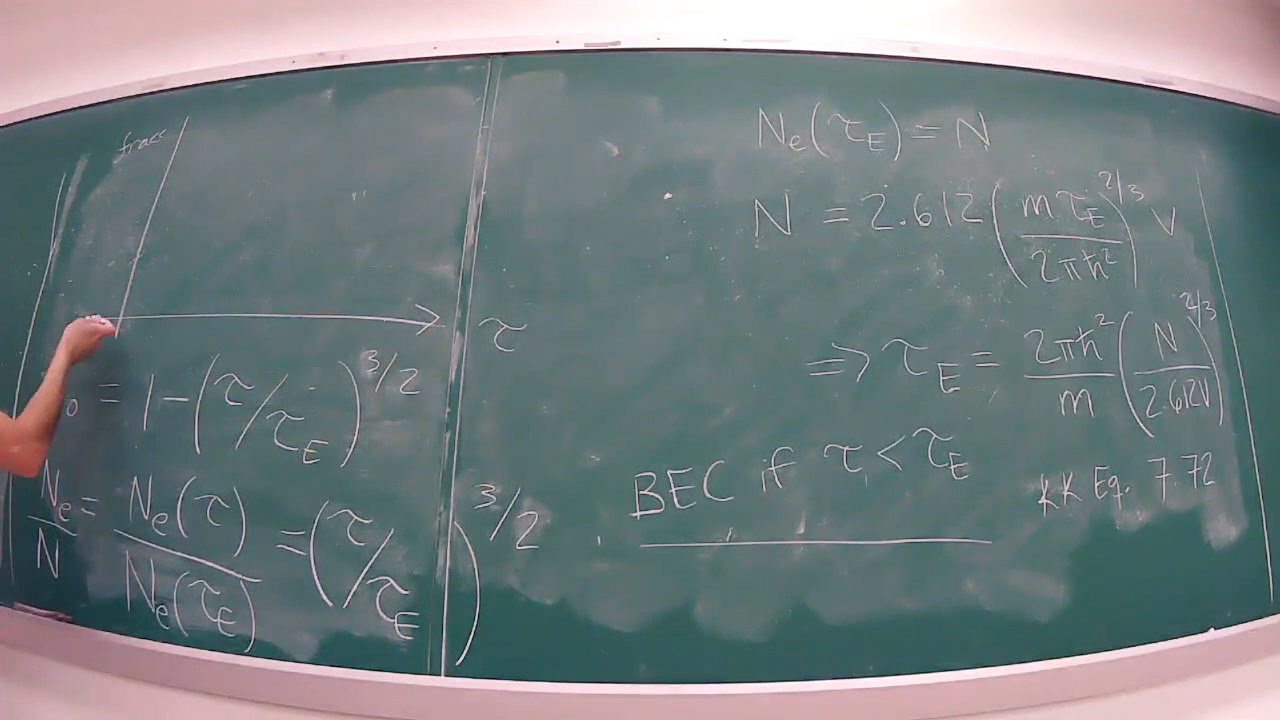 frac
τ
₀ = 1 - (τ/τ_E)^{3/2}
N_e/N = N_e(τ)/N_e(τ_E) = (τ/τ_E)^{3/2}
N_e(τ_E) = N
N = 2.612 (mτ_E/2πħ²)^{2/3} V
=> τ_E = 2πħ²/m (N/2.612V)^{2/3}
BEC if τ < τ_E
KK Eq. 7.72